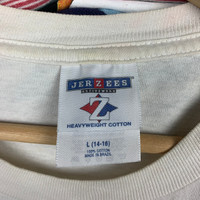 JERZEES
Z
HEAVYWEIGHT COTTON
L (14-16)
100% COTTON
MADE IN BRAZIL